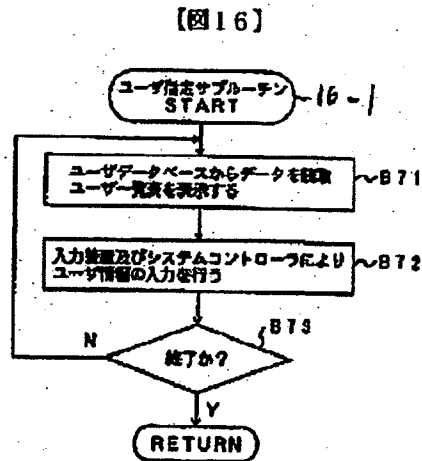 【図16】
ユーザ指定サブルーチン
START
16-1
ユーザデータベースからデータを読取
ユーザ一覧表を表示する
B71
入力装置及びシステムコントローラにより
ユーザ情報の入力を行う
B72
B73
N
終了か？
Y
RETURN